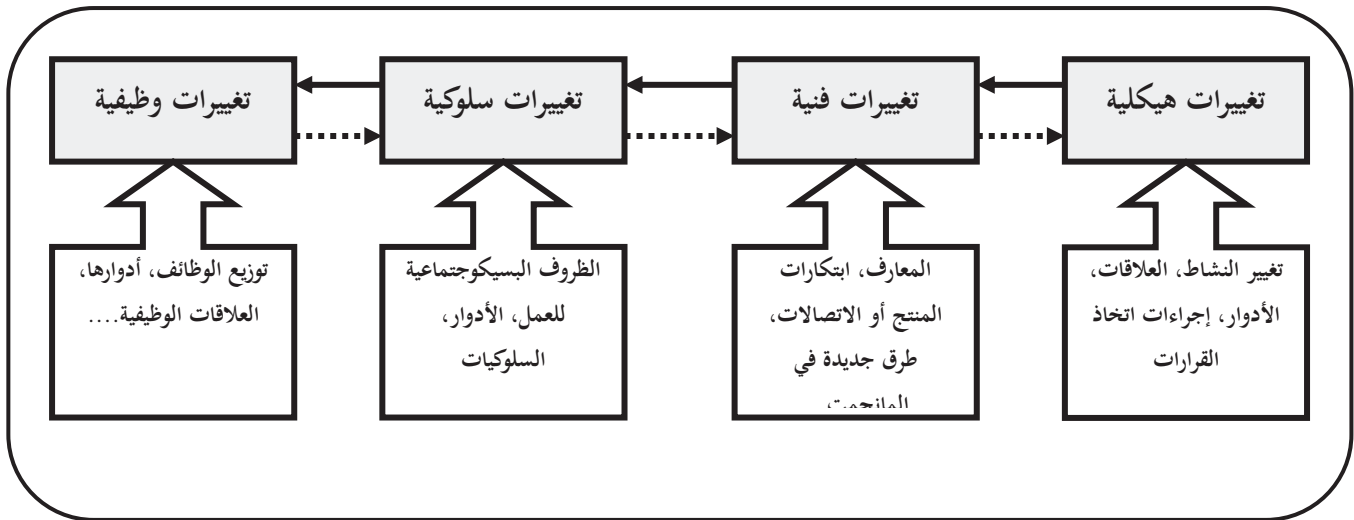 تغييرات هيكلية
تغييرات فنية
تغييرات سلوكية
تغييرات وظيفية
تغيير النشاط، العلاقات،
الأدوار، إجراءات اتخاذ
القرارات
المعارف، ابتكارات
المنتج أو الاتصالات،
طرق جديدة في
الظروف البسيكوجتماعية
للعمل، الأدوار،
السلوكيات
توزيع الوظائف، أدوارها،
العلاقات الوظيفية....